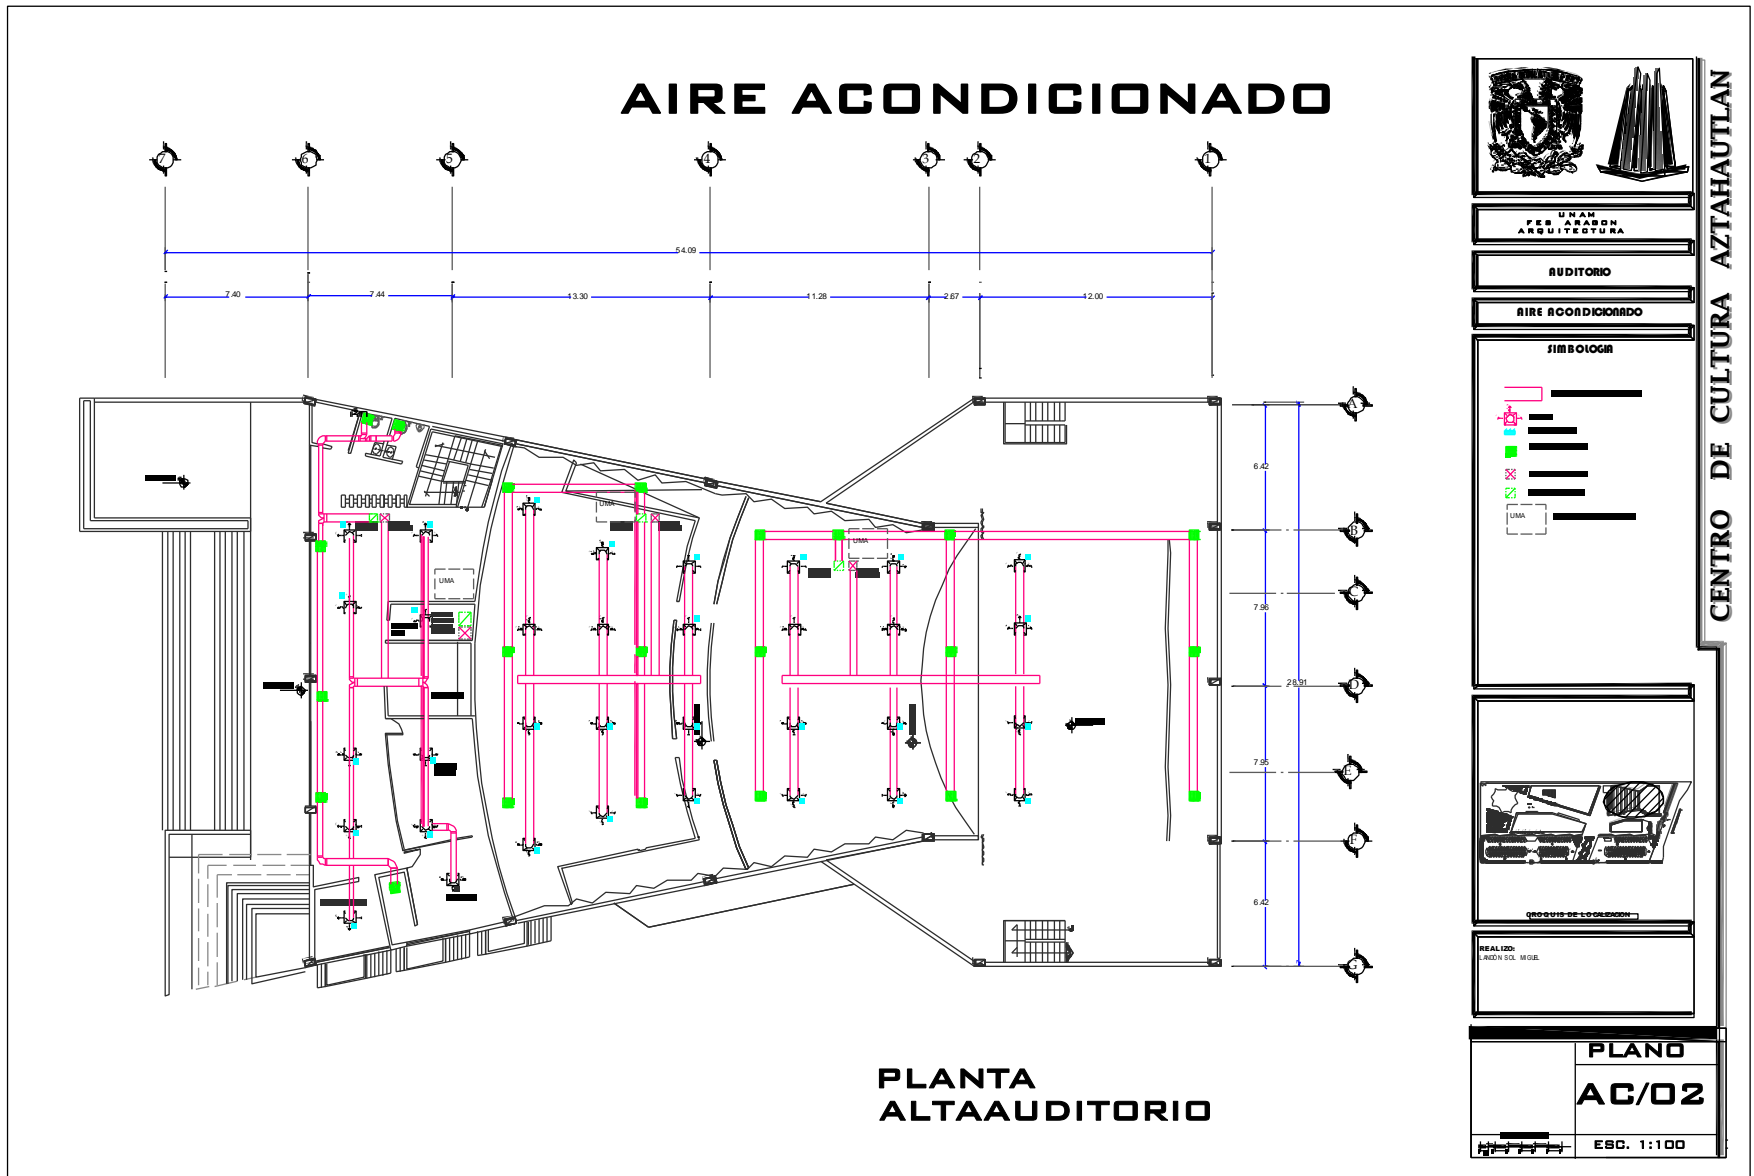 AIRE ACONDICIONADO
7
6
5
4
3
2
1
54.09
7.40
7.44
13.30
11.28
2.67
12.00
A
B
C
D
E
F
G
6.42
7.96
28.91
7.95
6.42
UMA
UMA
UMA
PLANTA
ALTAAUDITORIO
UNAM
FES ARAGON
ARQUITECTURA
AUDITORIO
AIRE ACONDICIONADO
SIMBOLOGIA
UMA
CROQUIS DE LOCALIZACION
REALIZO:
LANDÓN SOL MIGUEL
PLANO
AC/02
ESC. 1:100
CENTRO DE CULTURA AZTAHAUTLAN